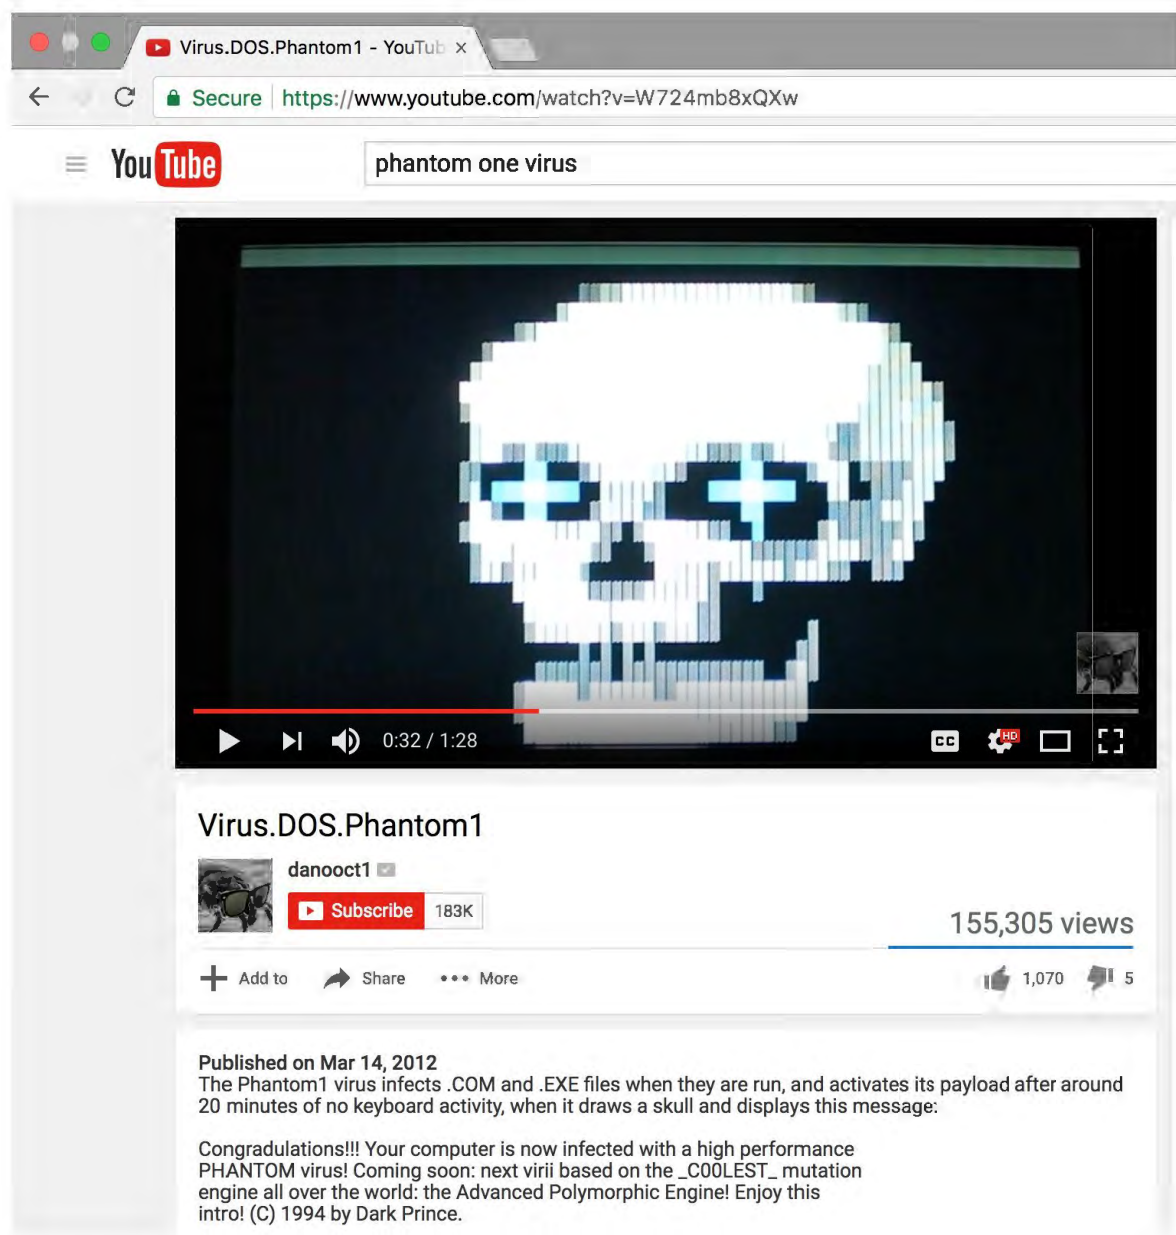 Virus.DOS.Phantom1 - YouTub ×
Secure https://www.youtube.com/watch?v=W724mb8xQXw
YouTube
phantom one virus
0:32 / 1:28
CC
HD
Virus.DOS.Phantom1
danooct1
Subscribe 183K
155,305 views
Add to Share More
1,070 5
Published on Mar 14, 2012
The Phantom1 virus infects .COM and .EXE files when they are run, and activates its payload after around
20 minutes of no keyboard activity, when it draws a skull and displays this message:
Congradulations!!! Your computer is now infected with a high performance
PHANTOM virus! Coming soon: next virii based on the _C00LEST_ mutation
engine all over the world: the Advanced Polymorphic Engine! Enjoy this
intro! (C) 1994 by Dark Prince.